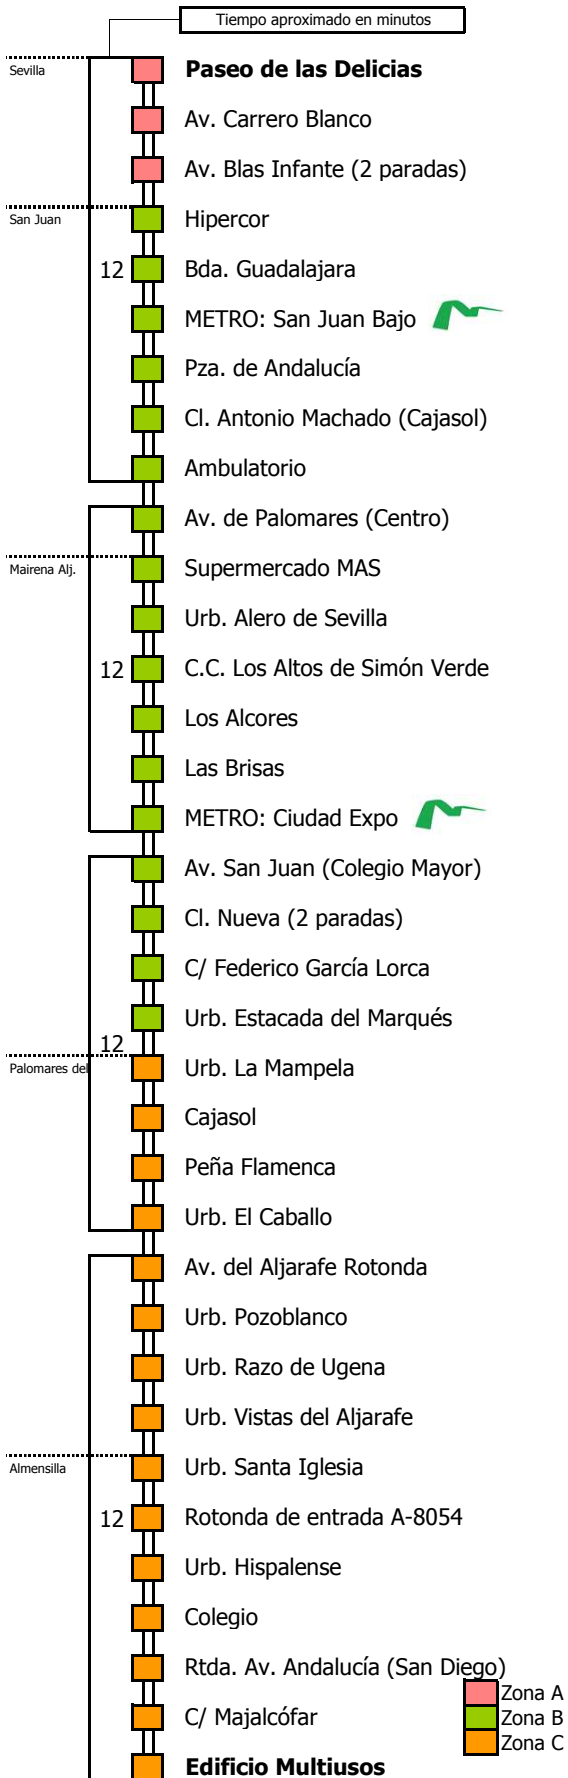 Tiempo aproximado en minutos
Sevilla
Paseo de las Delicias
Av. Carrero Blanco
Av. Blas Infante (2 paradas)
San Juan
Hipercor
12
Bda. Guadalajara
METRO: San Juan Bajo
Pza. de Andalucía
Cl. Antonio Machado (Cajasol)
Ambulatorio
Av. de Palomares (Centro)
Mairena Alj.
Supermercado MAS
Urb. Alero de Sevilla
12
C.C. Los Altos de Simón Verde
Los Alcores
Las Brisas
METRO: Ciudad Expo
Av. San Juan (Colegio Mayor)
Cl. Nueva (2 paradas)
C/ Federico García Lorca
Urb. Estacada del Marqués
12
Palomares del
Urb. La Mampela
Cajasol
Peña Flamenca
Urb. El Caballo
Av. del Aljarafe Rotonda
Urb. Pozoblanco
Urb. Razo de Ugena
Urb. Vistas del Aljarafe
Almensilla
Urb. Santa Iglesia
12
Rotonda de entrada A-8054
Urb. Hispalense
Colegio
Rtda. Av. Andalucía (San Diego)
C/ Majalcófar
Edificio Multiusos
Zona A
Zona B
Zona C